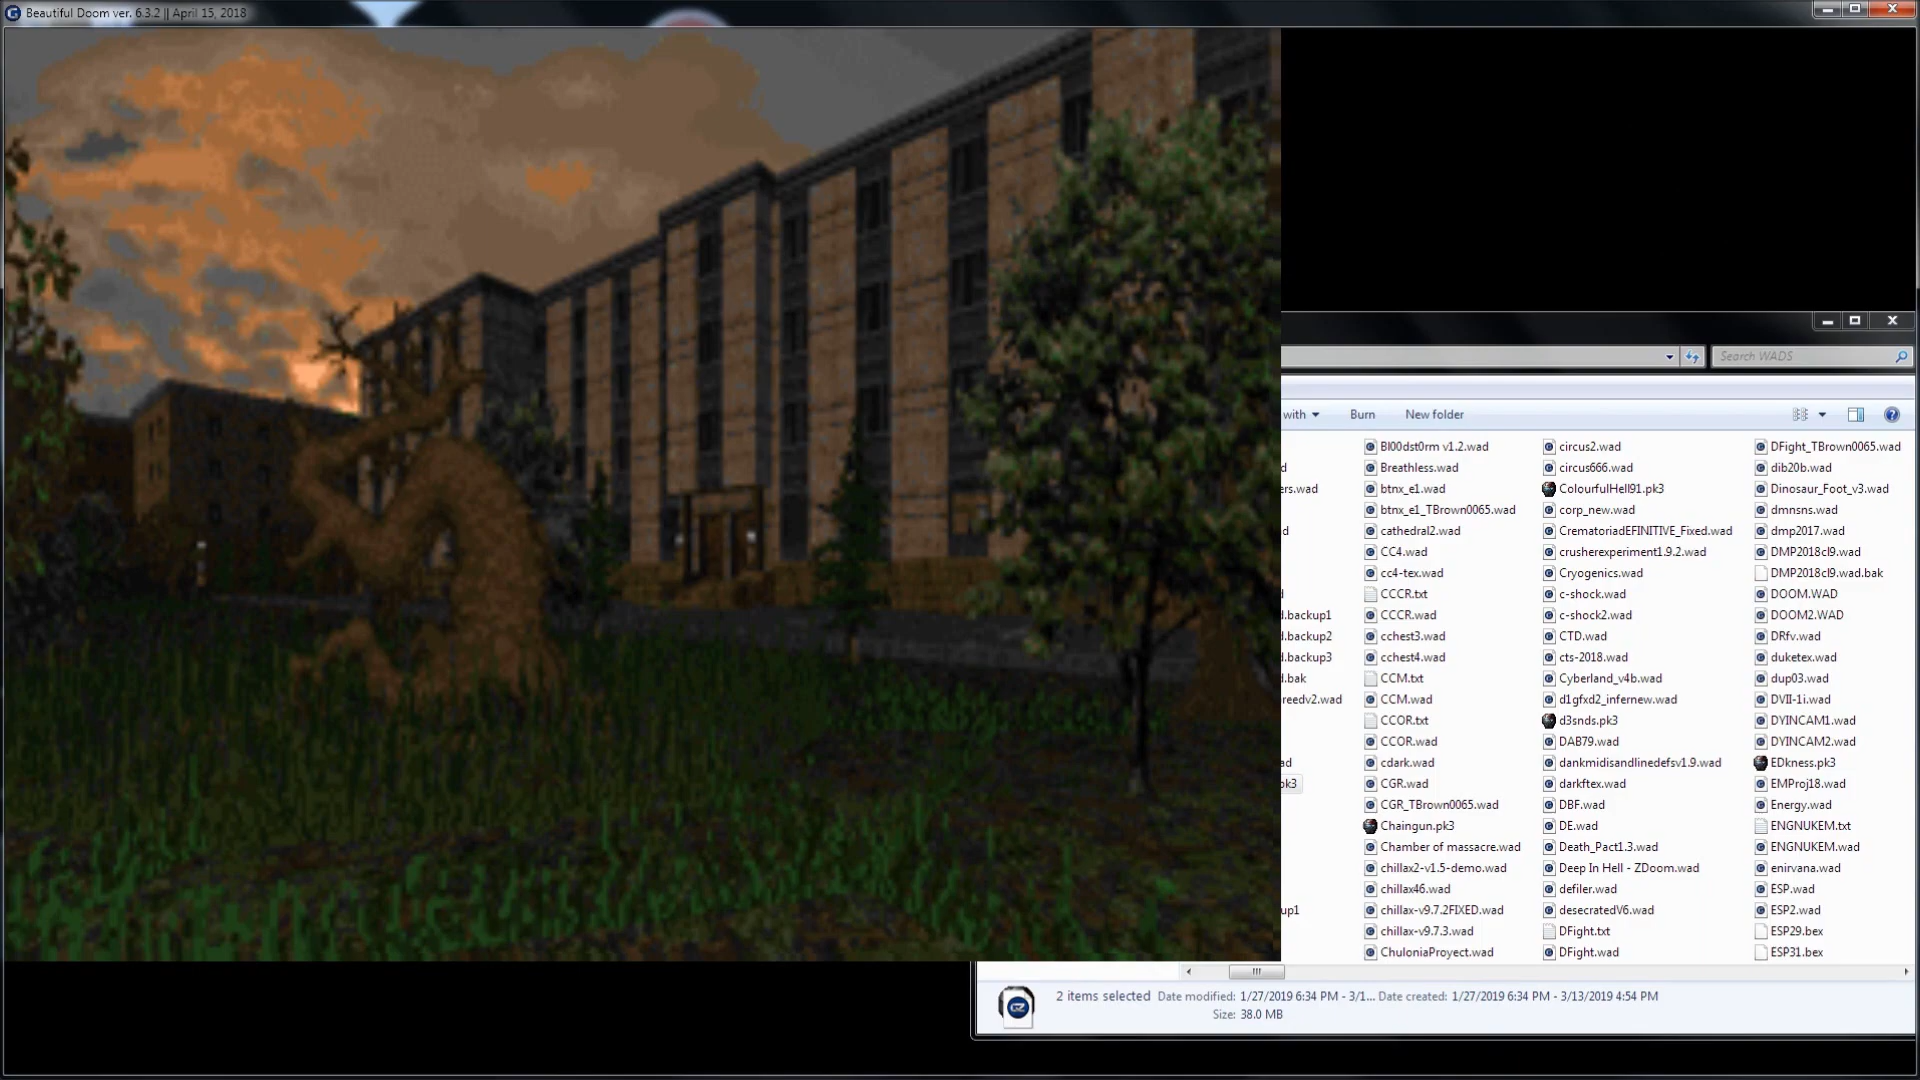 Beautiful Doom ver. 6.3.2 || April 15, 2018
Search WADS
with
Burn
New folder
d
ers.wad
d
d
d.backup1
d.backup2
d.backup3
d.bak
reedv2.wad
ad
pk3
up1
Bl00dst0rm v1.2.wad
Breathless.wad
btnx_e1.wad
btnx_e1_TBrown0065.wad
cathedral2.wad
CC4.wad
cc4-tex.wad
CCCR.txt
CCCR.wad
cchest3.wad
cchest4.wad
CCM.txt
CCM.wad
CCOR.txt
CCOR.wad
cdark.wad
CGR.wad
CGR_TBrown0065.wad
Chaingun.pk3
Chamber of massacre.wad
chillax2-v1.5-demo.wad
chillax46.wad
chillax-v9.7.2FIXED.wad
chillax-v9.7.3.wad
ChuloniaProyect.wad
circus2.wad
circus666.wad
ColourfulHell91.pk3
corp_new.wad
CrematoriadEFINITIVE_Fixed.wad
crusherexperiment1.9.2.wad
Cryogenics.wad
c-shock.wad
c-shock2.wad
CTD.wad
cts-2018.wad
Cyberland_v4b.wad
d1gfxd2_infernew.wad
d3snds.pk3
DAB79.wad
dankmidisandlinedefsv1.9.wad
darkftex.wad
DBF.wad
DE.wad
Death_Pact1.3.wad
Deep In Hell - ZDoom.wad
defiler.wad
desecratedV6.wad
DFight.txt
DFight.wad
DFight_TBrown0065.wad
dib20b.wad
Dinosaur_Foot_v3.wad
dmnsns.wad
dmp2017.wad
DMP2018cl9.wad
DMP2018cl9.wad.bak
DOOM.WAD
DOOM2.WAD
DRfv.wad
duketex.wad
dup03.wad
DVII-1i.wad
DYINCAM1.wad
DYINCAM2.wad
EDkness.pk3
EMProj18.wad
Energy.wad
ENGNUKEM.txt
ENGNUKEM.wad
enirvana.wad
ESP.wad
ESP2.wad
ESP29.bex
ESP31.bex
2 items selected Date modified: 1/27/2019 6:34 PM - 3/1... Date created: 1/27/2019 6:34 PM - 3/13/2019 4:54 PM
Size: 38.0 MB